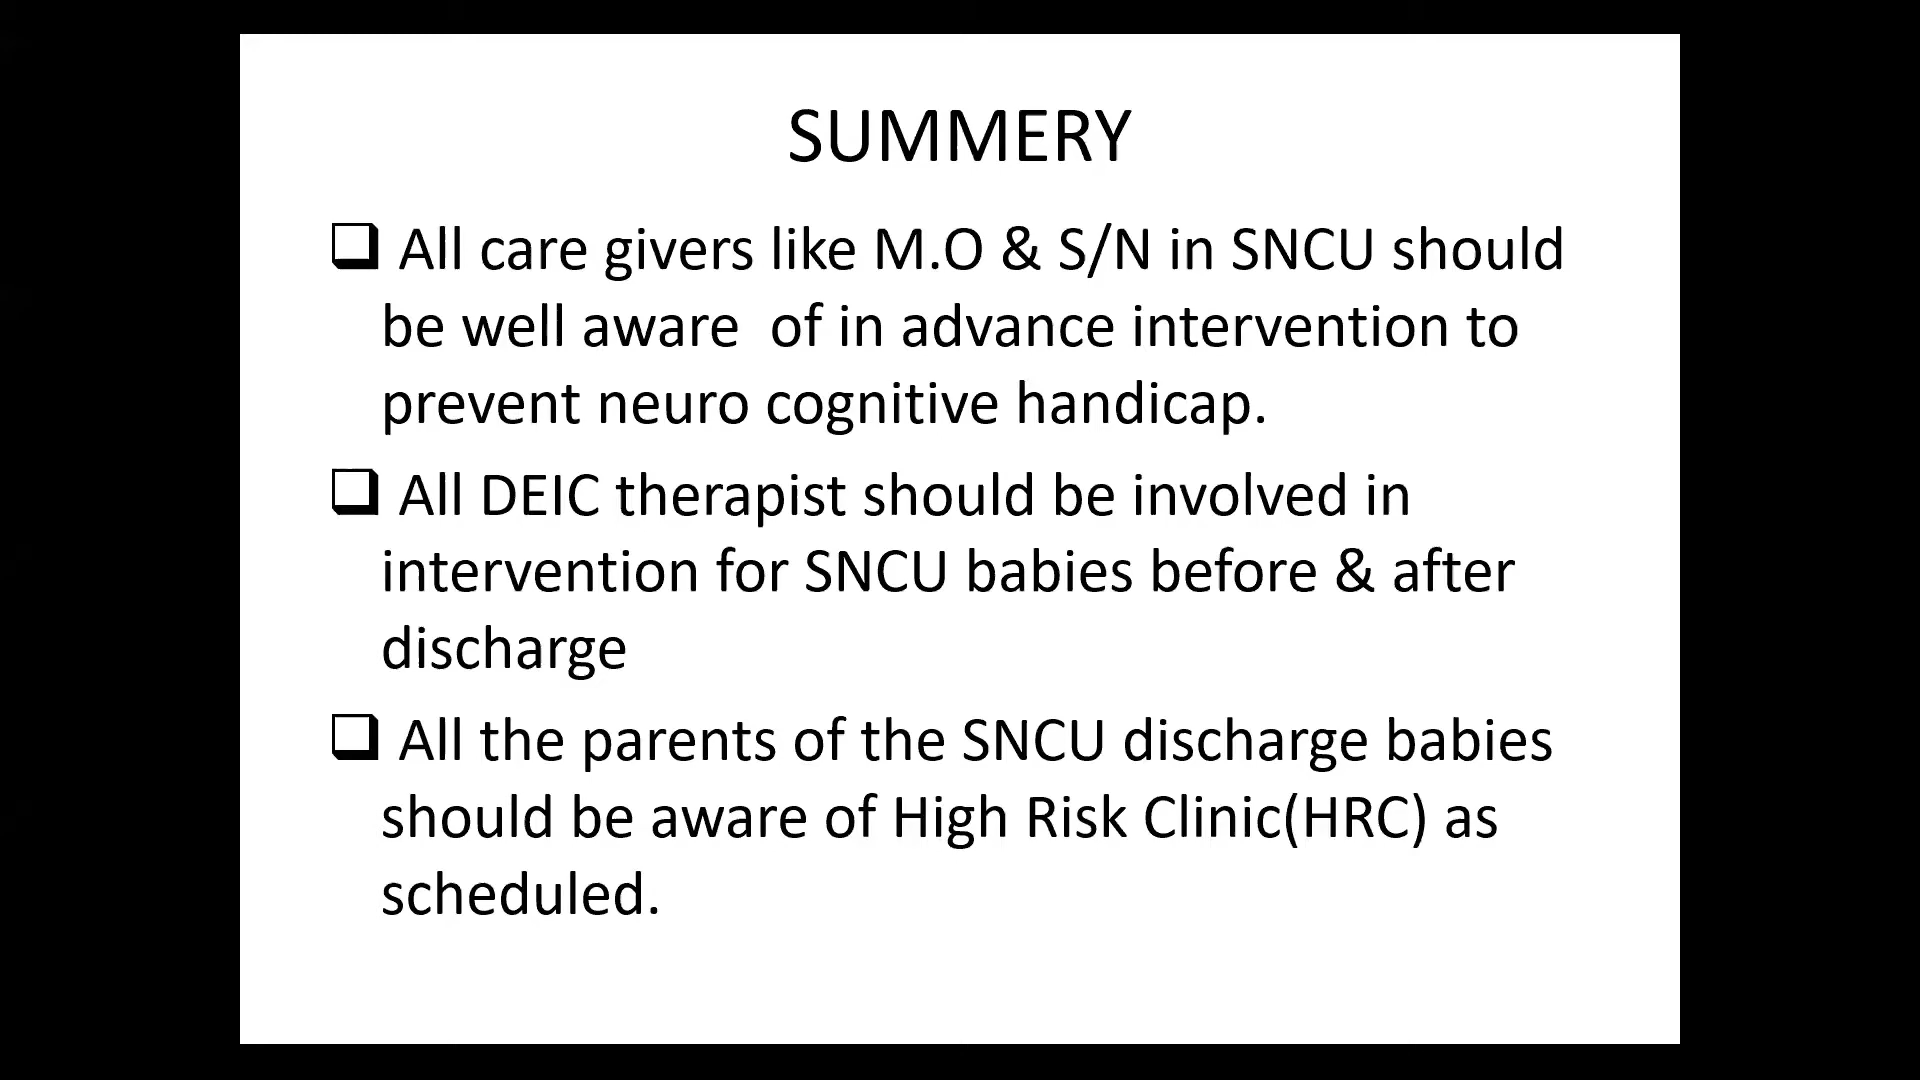 SUMMERY
All care givers like M.O & S/N in SNCU should
be well aware  of in advance intervention to
prevent neuro cognitive handicap.
All DEIC therapist should be involved in
intervention for SNCU babies before & after
discharge
All the parents of the SNCU discharge babies
should be aware of High Risk Clinic(HRC) as
scheduled.